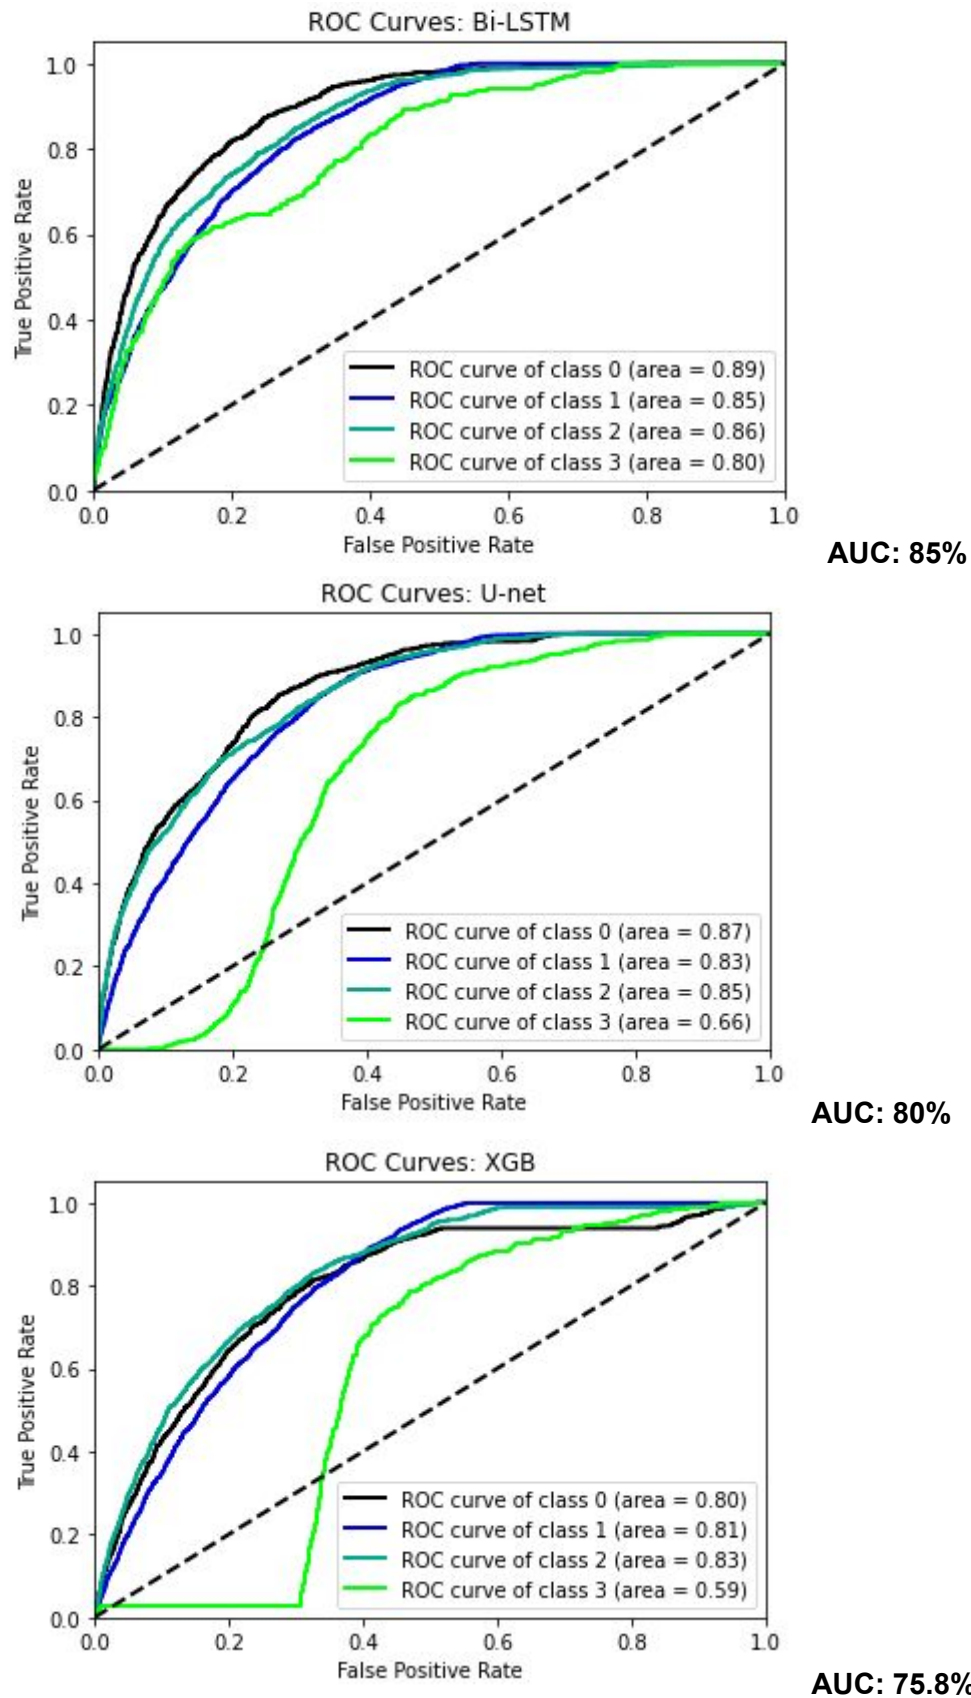 ROC Curves: Bi-LSTM
1.0
0.8
0.6
0.4
0.2
0.0
True Positive Rate
ROC curve of class 0 (area = 0.89)
ROC curve of class 1 (area = 0.85)
ROC curve of class 2 (area = 0.86)
ROC curve of class 3 (area = 0.80)
0.0 0.2 0.4 0.6 0.8 1.0
False Positive Rate
AUC: 85%
ROC Curves: U-net
1.0
0.8
0.6
0.4
0.2
0.0
True Positive Rate
ROC curve of class 0 (area = 0.87)
ROC curve of class 1 (area = 0.83)
ROC curve of class 2 (area = 0.85)
ROC curve of class 3 (area = 0.66)
0.0 0.2 0.4 0.6 0.8 1.0
False Positive Rate
AUC: 80%
ROC Curves: XGB
1.0
0.8
0.6
0.4
0.2
0.0
True Positive Rate
ROC curve of class 0 (area = 0.80)
ROC curve of class 1 (area = 0.81)
ROC curve of class 2 (area = 0.83)
ROC curve of class 3 (area = 0.59)
0.0 0.2 0.4 0.6 0.8 1.0
False Positive Rate
AUC: 75.8%